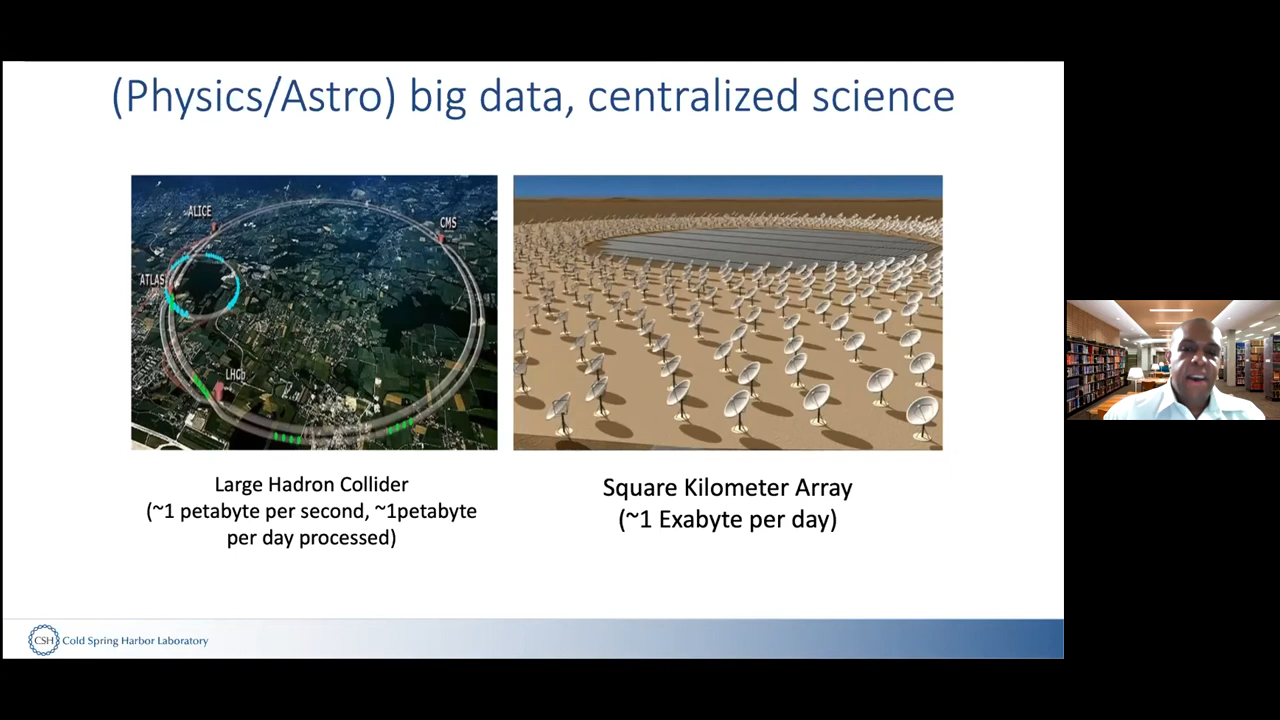 (Physics/Astro) big data, centralized science
ALICE
CMS
ATLAS
LHCb
Large Hadron Collider
(~1 petabyte per second, ~1petabyte
per day processed)
Square Kilometer Array
(~1 Exabyte per day)
CSH Cold Spring Harbor Laboratory